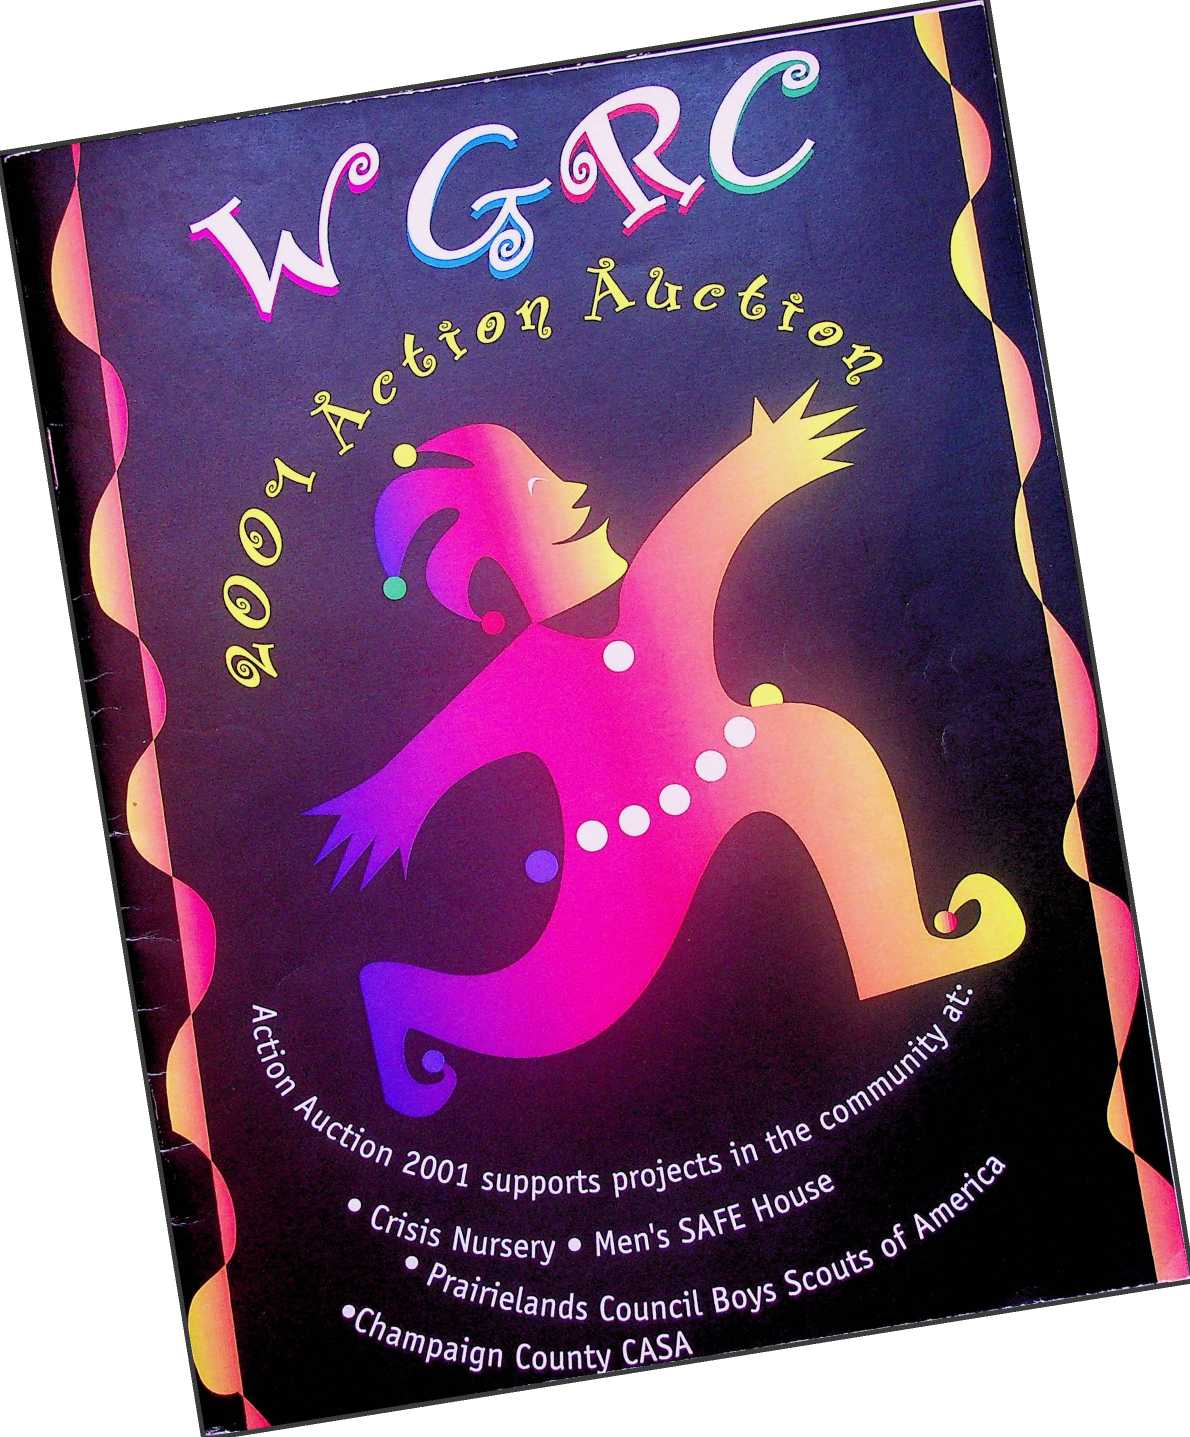 WGRC
2001 Action Auction
Action Auction 2001 supports projects in the community at:
• Crisis Nursery • Men's SAFE House
• Prairielands Council Boys Scouts of America
•Champaign County CASA